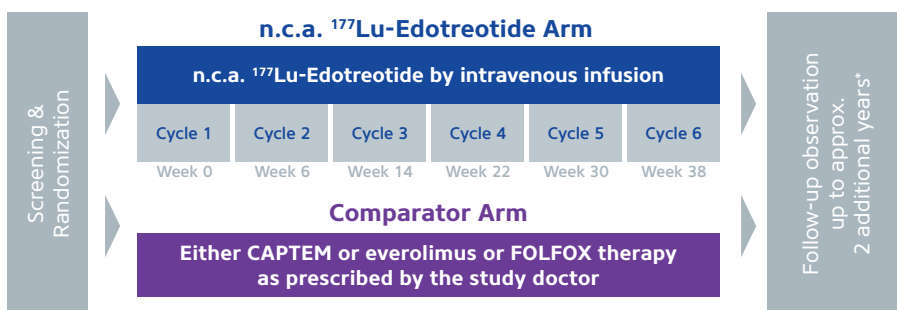 Screening &
Randomization
n.c.a. ¹⁷⁷Lu-Edotreotide Arm
n.c.a. ¹⁷⁷Lu-Edotreotide by intravenous infusion
Cycle 1 Cycle 2 Cycle 3 Cycle 4 Cycle 5 Cycle 6
Week 0 Week 6 Week 14 Week 22 Week 30 Week 38
Comparator Arm
Either CAPTEM or everolimus or FOLFOX therapy
as prescribed by the study doctor
Follow-up observation
up to approx.
2 additional years*